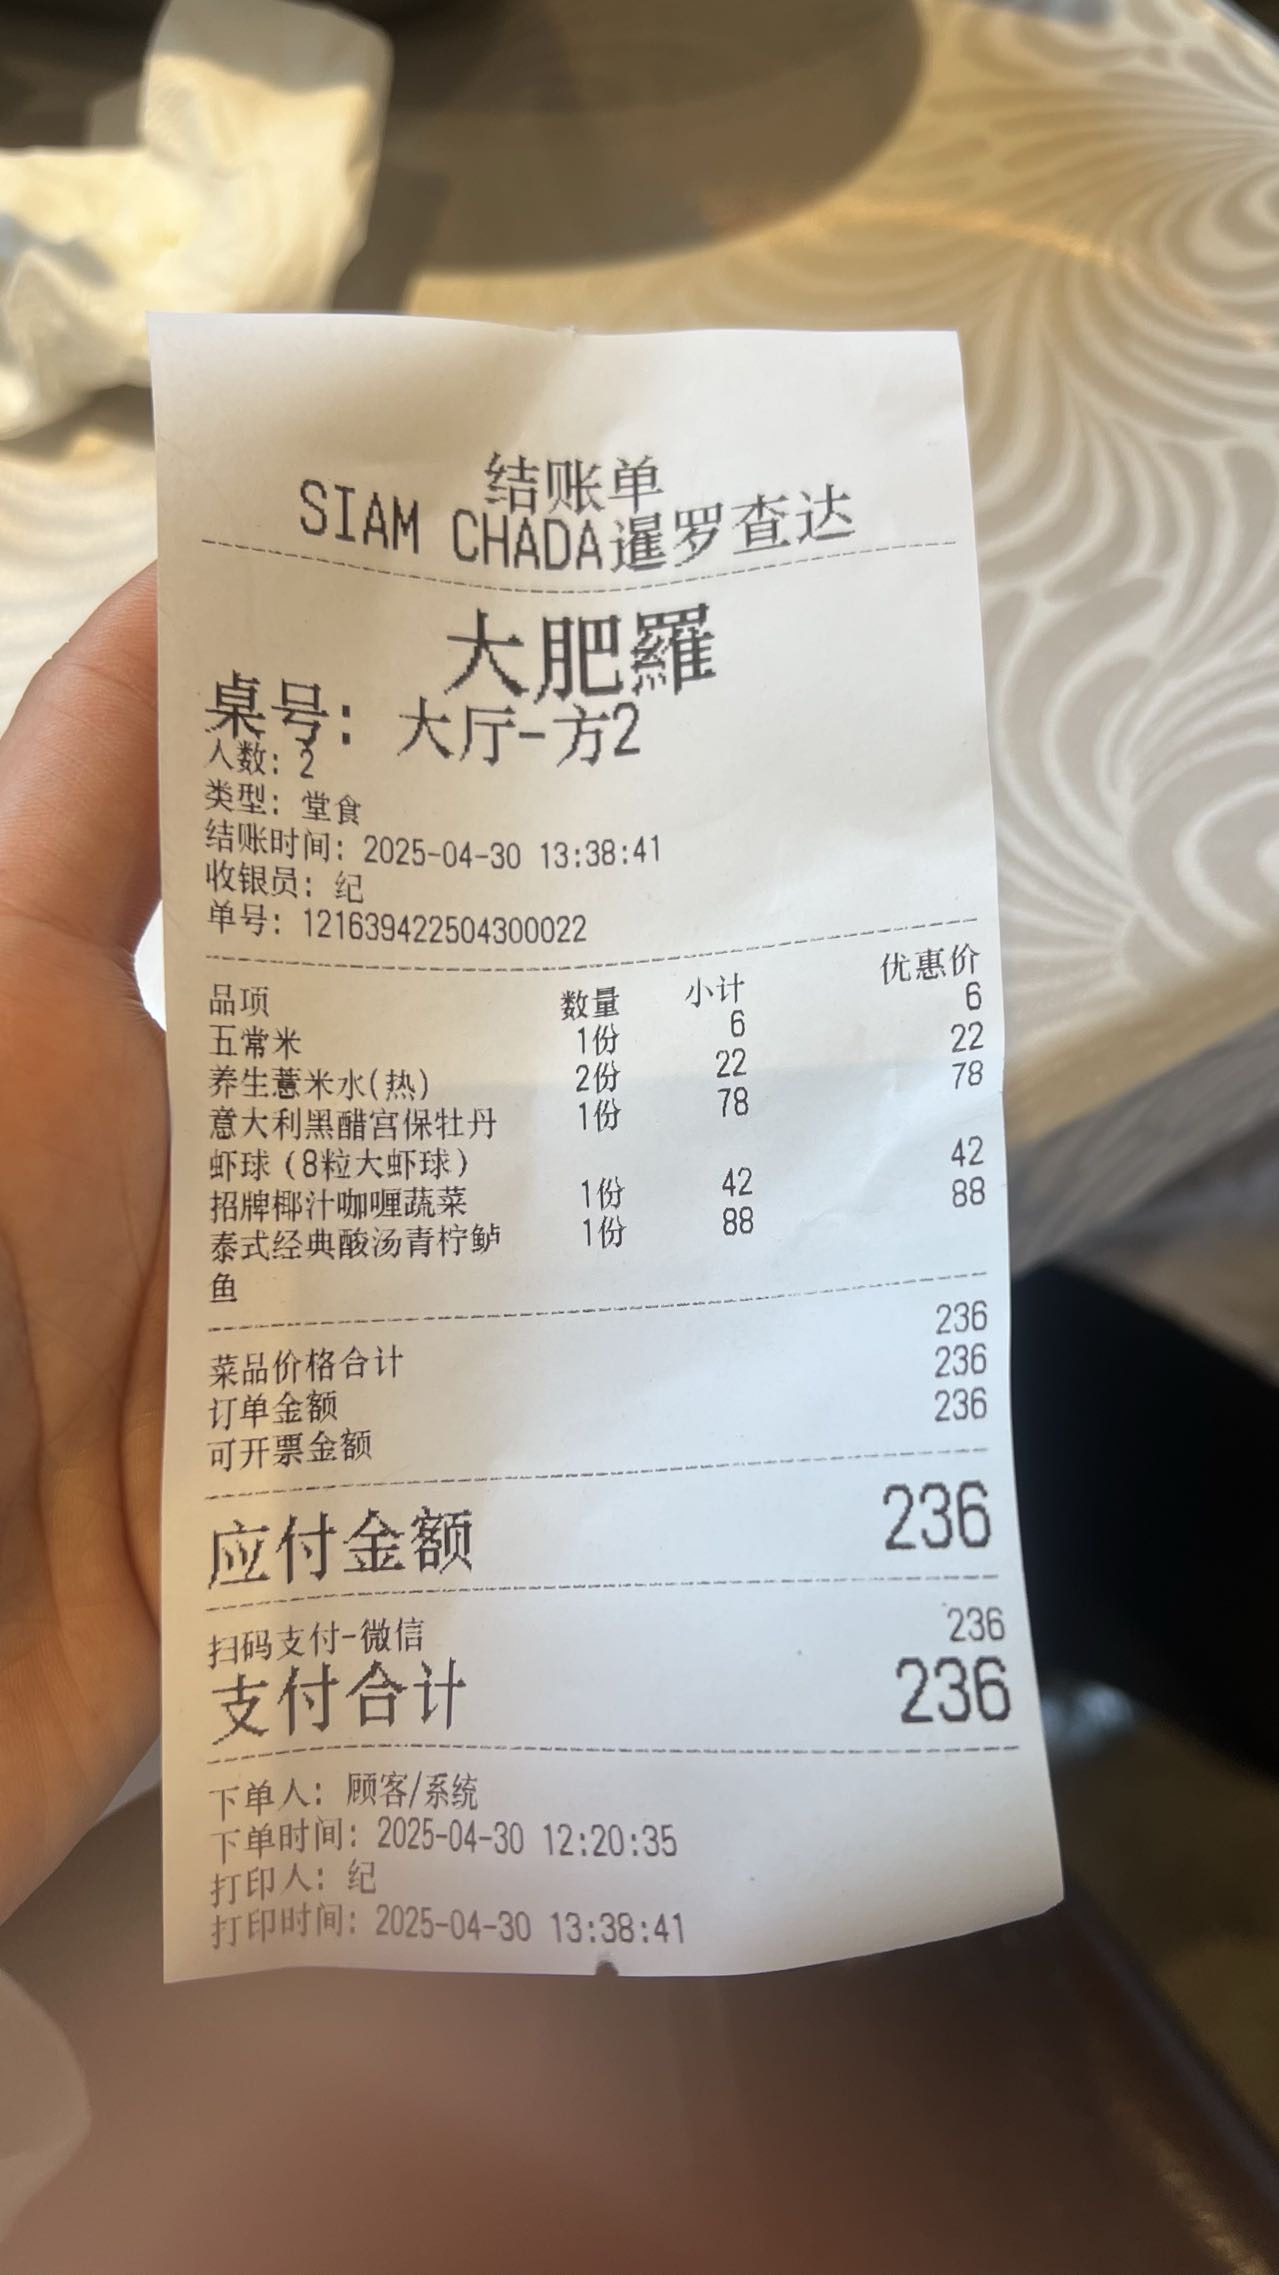 结账单
SIAM CHADA暹罗查达
大肥羅
桌号: 大厅-方2
人数: 2
类型: 堂食
结账时间: 2025-04-30 13:38:41
收银员: 纪
单号: 121639422504300022
品项 数量 小计 优惠价
五常米 1份 6 6
养生薏米水(热) 2份 22 22
意大利黑醋宫保牡丹 1份 78 78
虾球(8粒大虾球)
招牌椰汁咖喱蔬菜 1份 42 42
泰式经典酸汤青柠鲈 1份 88 88
鱼
菜品价格合计 236
订单金额 236
可开票金额 236
应付金额 236
扫码支付-微信 236
支付合计 236
下单人: 顾客/系统
下单时间: 2025-04-30 12:20:35
打印人: 纪
打印时间: 2025-04-30 13:38:41